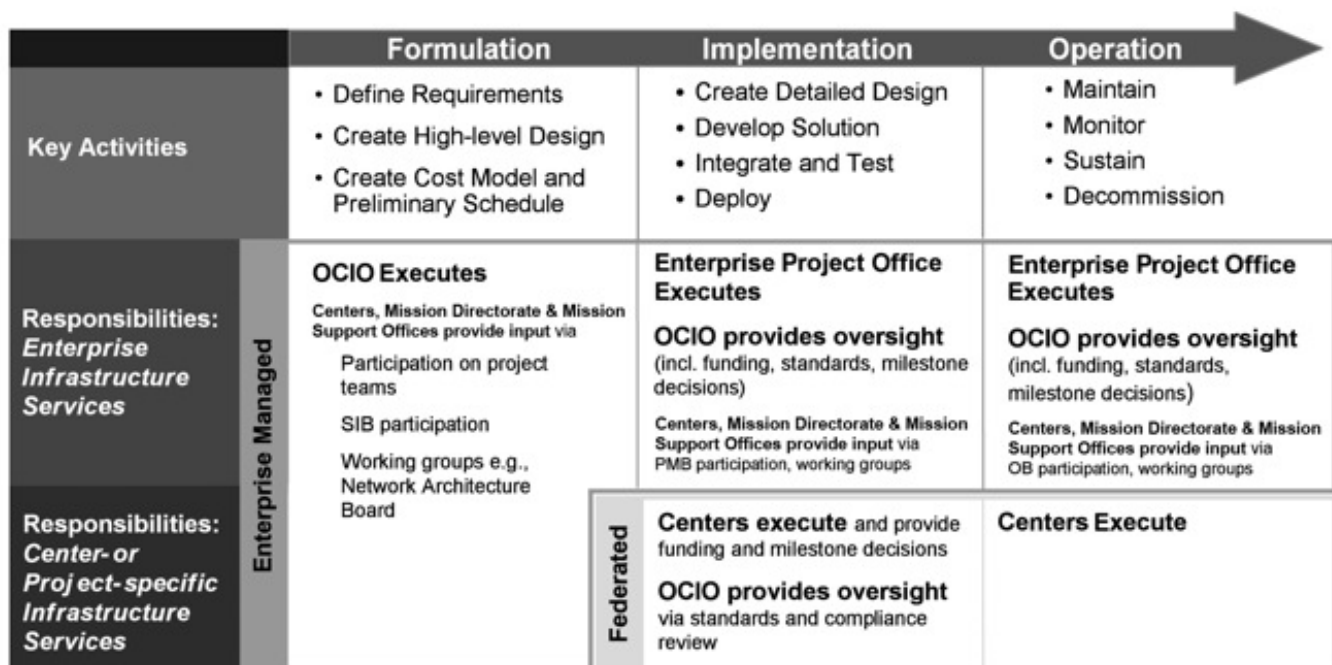 Formulation
Implementation
Operation
Key Activities
• Define Requirements
• Create High-level Design
• Create Cost Model and
Preliminary Schedule
• Create Detailed Design
• Develop Solution
• Integrate and Test
• Deploy
• Maintain
• Monitor
• Sustain
• Decommission
Responsibilities:
Enterprise
Infrastructure
Services
Enterprise Managed
OCIO Executes
Centers, Mission Directorate & Mission
Support Offices provide input via
Participation on project
teams
SIB participation
Working groups e.g.,
Network Architecture
Board
Enterprise Project Office
Executes
OCIO provides oversight
(incl. funding, standards, milestone
decisions)
Centers, Mission Directorate & Mission
Support Offices provide input via
PMB participation, working groups
Enterprise Project Office
Executes
OCIO provides oversight
(incl. funding, standards,
milestone decisions)
Centers, Mission Directorate & Mission
Support Offices provide input via
OB participation, working groups
Responsibilities:
Center- or
Project-specific
Infrastructure
Services
Federated
Centers execute and provide
funding and milestone decisions
OCIO provides oversight
via standards and compliance
review
Centers Execute